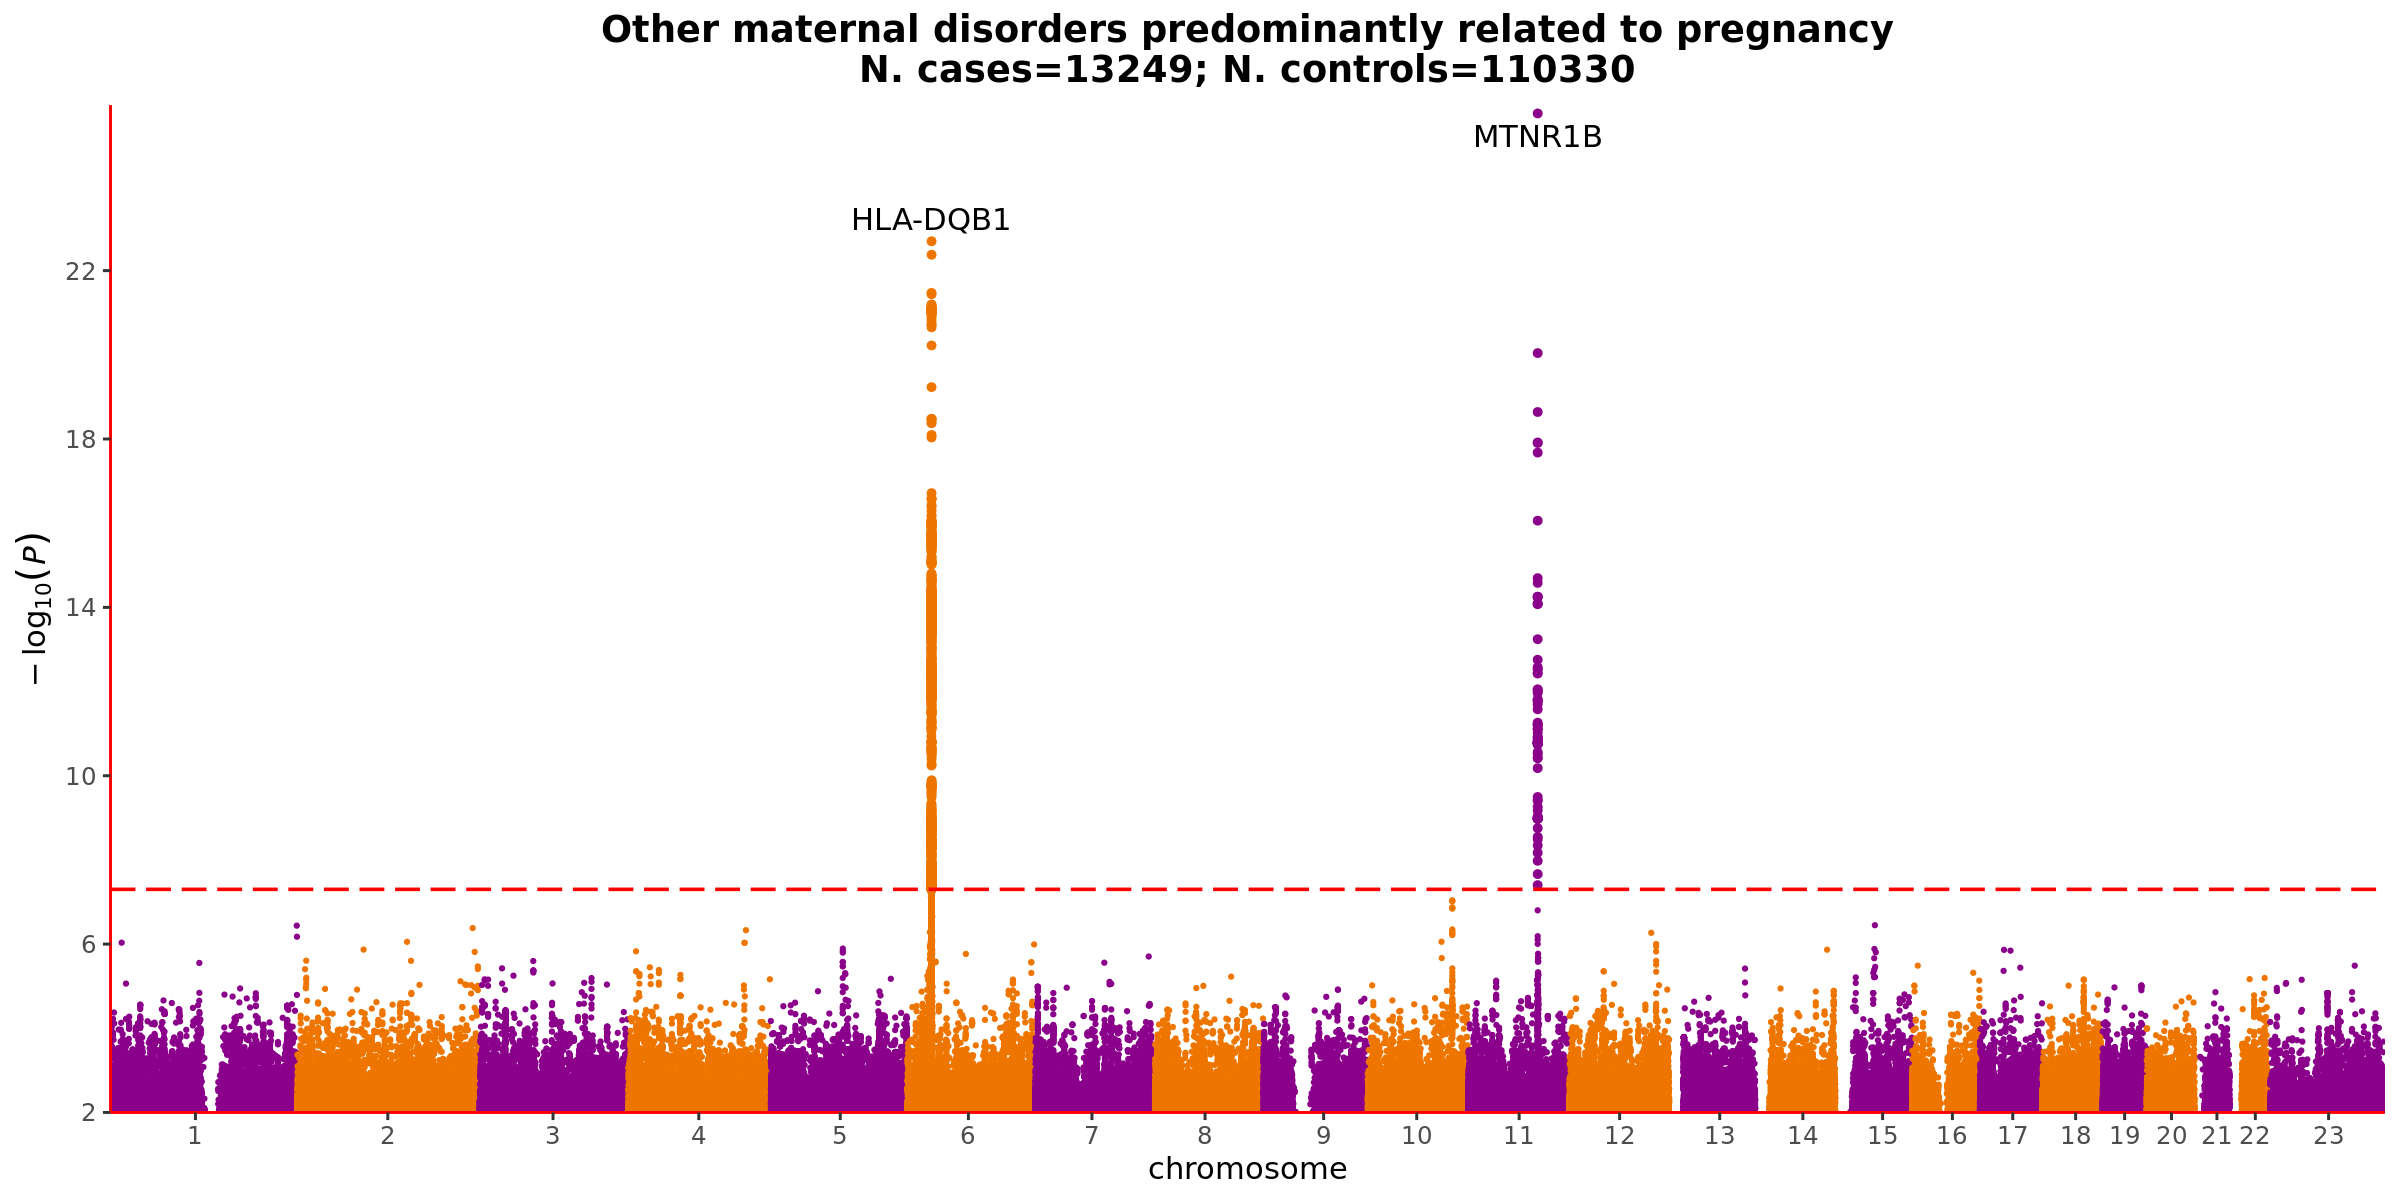 Other maternal disorders predominantly related to pregnancy
N. cases=13249; N. controls=110330
MTNR1B
HLA-DQB1
22
18
14
10
6
2
− log10(P)
1 2 3 4 5 6 7 8 9 10 11 12 13 14 15 16 17 18 19 20 21 22 23
chromosome